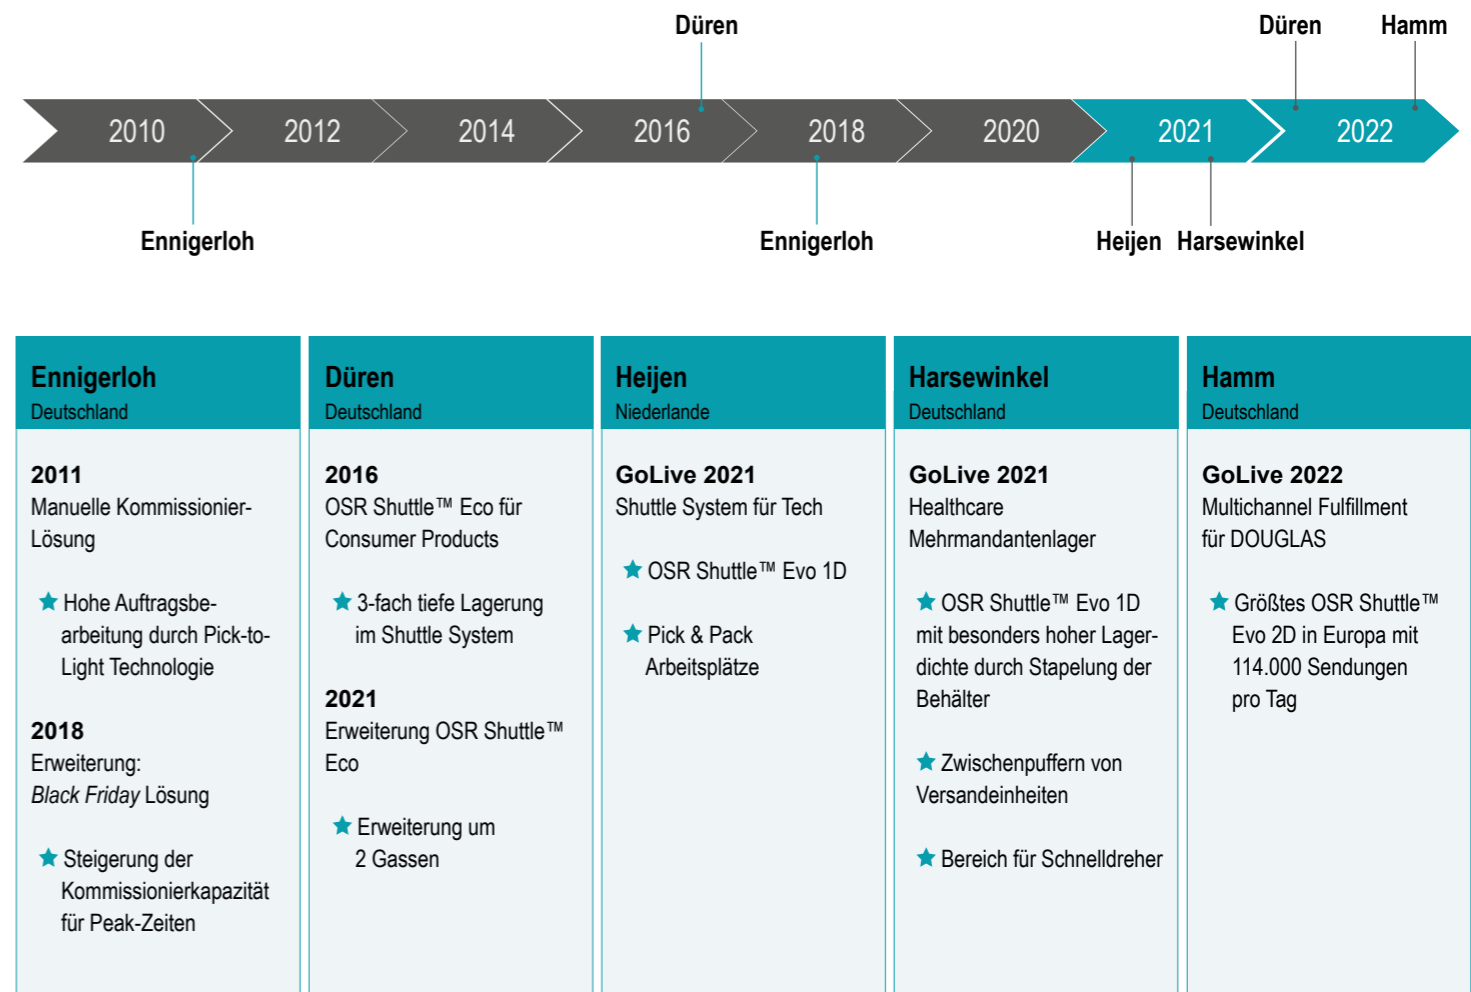 Düren
Düren
Hamm
2010
2012
2014
2016
2018
2020
2021
2022
Ennigerloh
Ennigerloh
Heijen
Harsewinkel
Ennigerloh
Deutschland
2011
Manuelle Kommissionier-
Lösung
Hohe Auftragsbe-
arbeitung durch Pick-to-
Light Technologie
2018
Erweiterung:
Black Friday Lösung
Steigerung der
Kommissionierkapazität
für Peak-Zeiten
Düren
Deutschland
2016
OSR Shuttle™ Eco für
Consumer Products
3-fach tiefe Lagerung
im Shuttle System
2021
Erweiterung OSR Shuttle™
Eco
Erweiterung um
2 Gassen
Heijen
Niederlande
GoLive 2021
Shuttle System für Tech
OSR Shuttle™ Evo 1D
Pick & Pack
Arbeitsplätze
Harsewinkel
Deutschland
GoLive 2021
Healthcare
Mehrmandantenlager
OSR Shuttle™ Evo 1D
mit besonders hoher Lager-
dichte durch Stapelung der
Behälter
Zwischenpuffern von
Versandeinheiten
Bereich für Schnelldreher
Hamm
Deutschland
GoLive 2022
Multichannel Fulfillment
für DOUGLAS
Größtes OSR Shuttle™
Evo 2D in Europa mit
114.000 Sendungen
pro Tag